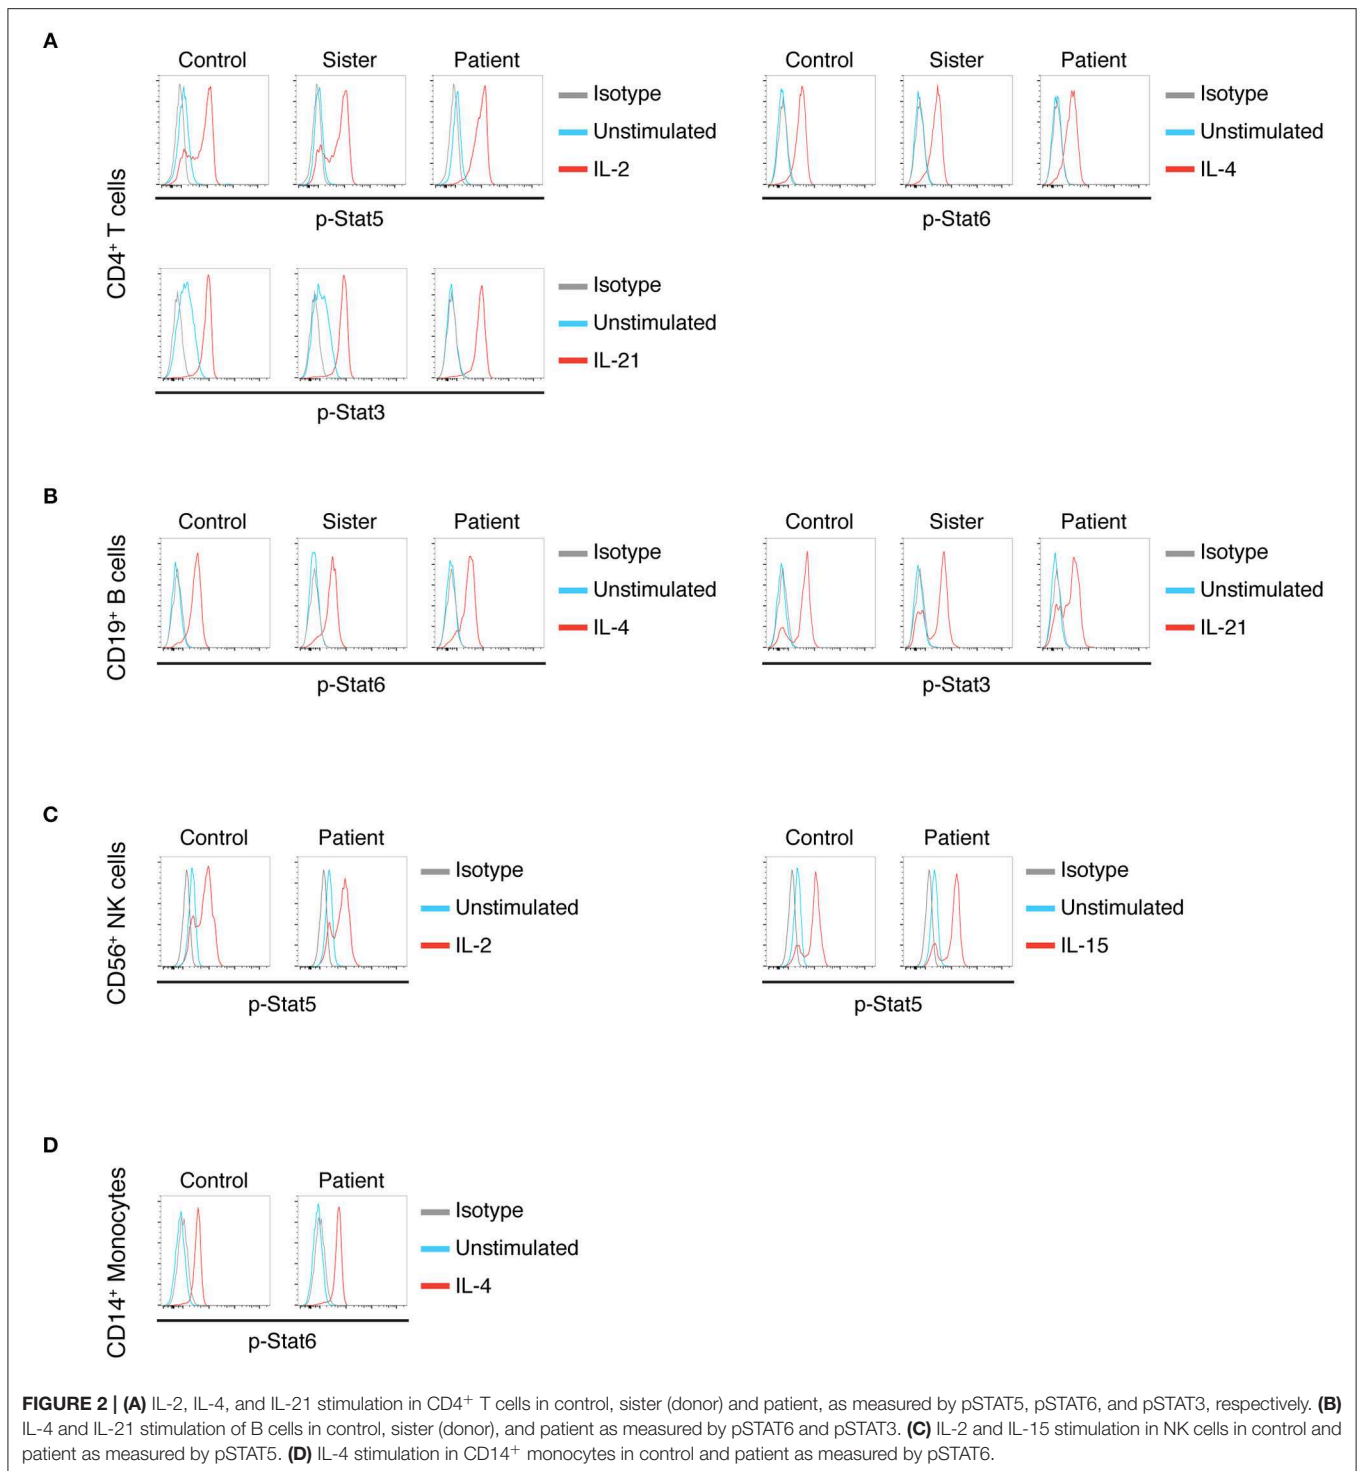 A
Control Sister Patient
Isotype
Unstimulated
IL-2
p-Stat5
Control Sister Patient
Isotype
Unstimulated
IL-4
p-Stat6
CD4+ T cells
Isotype
Unstimulated
IL-21
p-Stat3
B
Control Sister Patient
Isotype
Unstimulated
IL-4
p-Stat6
CD19+ B cells
Control Sister Patient
Isotype
Unstimulated
IL-21
p-Stat3
C
Control Patient
Isotype
Unstimulated
IL-2
p-Stat5
CD56+ NK cells
Control Patient
Isotype
Unstimulated
IL-15
p-Stat5
D
Control Patient
Isotype
Unstimulated
IL-4
p-Stat6
CD14+ Monocytes
FIGURE 2 | (A) IL-2, IL-4, and IL-21 stimulation in CD4+ T cells in control, sister (donor) and patient, as measured by pSTAT5, pSTAT6, and pSTAT3, respectively. (B)
IL-4 and IL-21 stimulation of B cells in control, sister (donor), and patient as measured by pSTAT6 and pSTAT3. (C) IL-2 and IL-15 stimulation in NK cells in control and
patient as measured by pSTAT5. (D) IL-4 stimulation in CD14+ monocytes in control and patient as measured by pSTAT6.